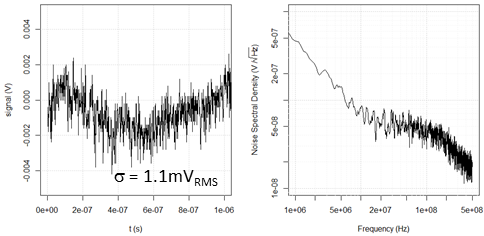 signal (V)
0.004
0.002
0.000
-0.002
-0.004
σ = 1.1mVRMS
0e+00 2e-07 4e-07 6e-07 8e-07 1e-06
t (s)
Noise Spectral Density (V /√Hz)
5e-07
2e-07
5e-08
1e-08
1e+06 5e+06 2e+07 1e+08 5e+08
Frequency (Hz)